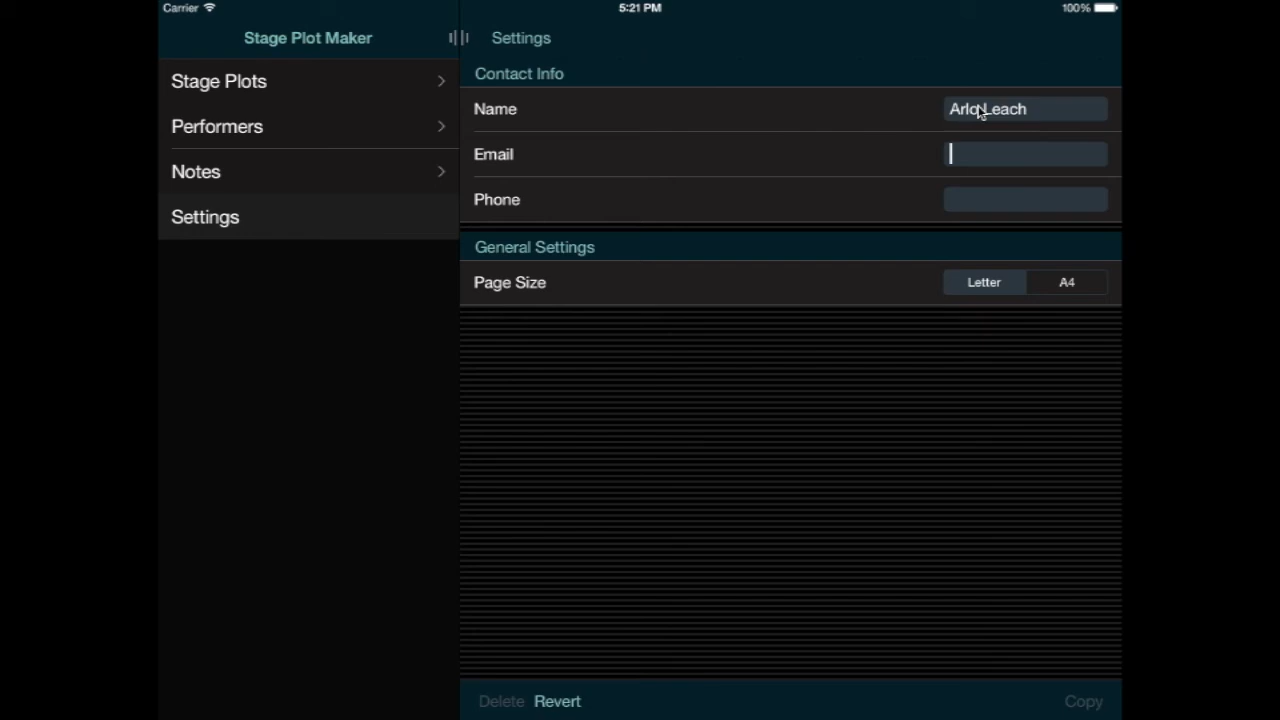 Carrier 5:21 PM 100%
Stage Plot Maker
Settings
Stage Plots
Performers
Notes
Settings
Contact Info
Name Arlo Leach
Email
Phone
General Settings
Page Size Letter A4
Delete Revert Copy